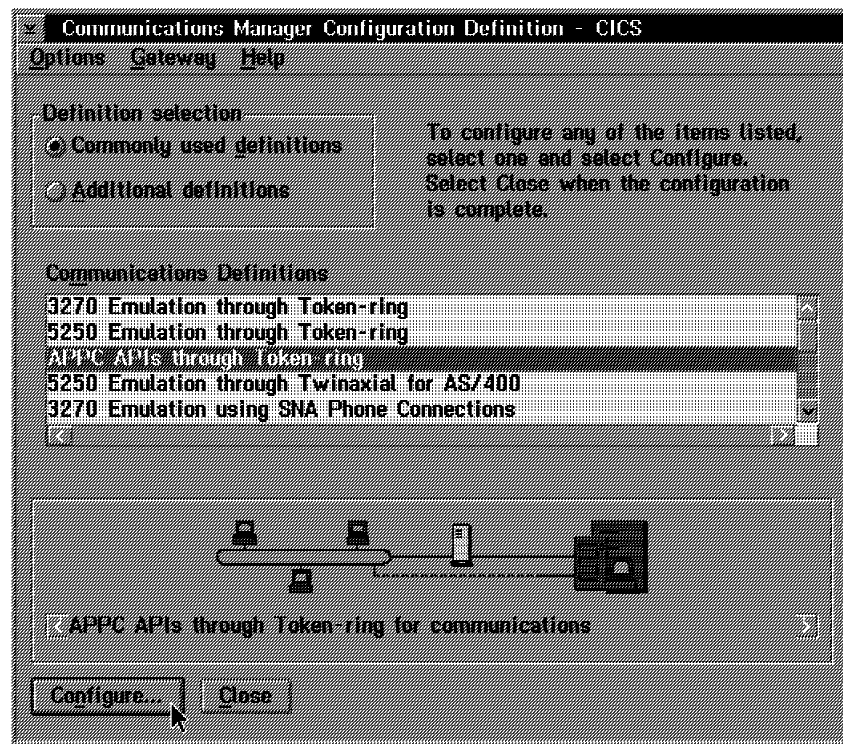 Communications Manager Configuration Definition - CICS
Options Gateway Help
Definition selection
Commonly used definitions
Additional definitions
To configure any of the items listed,
select one and select Configure.
Select Close when the configuration
is complete.
Communications Definitions
3270 Emulation through Token-ring
5250 Emulation through Token-ring
APPC APIs through Token-ring
5250 Emulation through Twinaxial for AS/400
3270 Emulation using SNA Phone Connections
APPC APIs through Token-ring for communications
Configure... Close